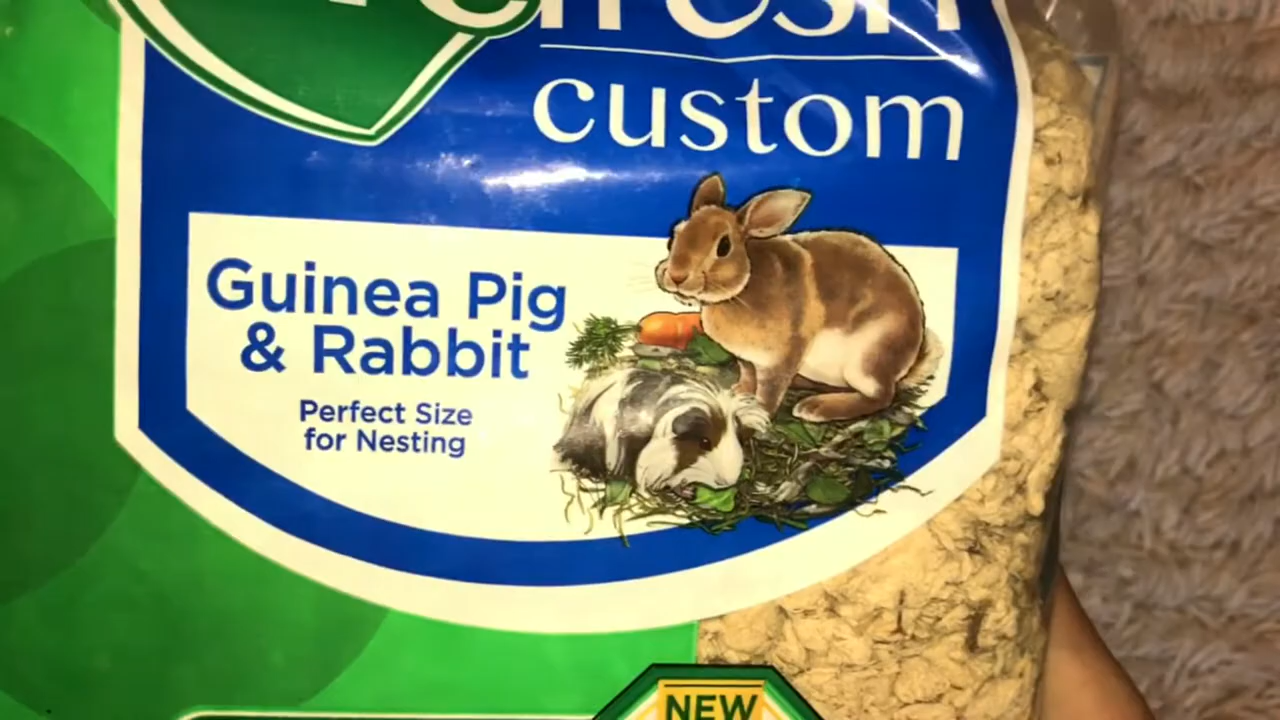 custom
Guinea Pig
& Rabbit
Perfect Size
for Nesting
NEW